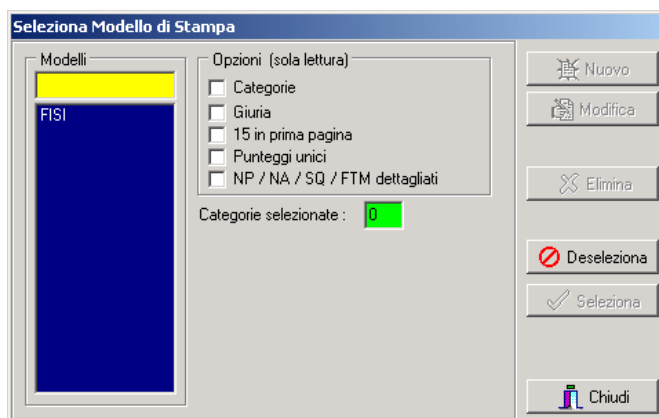 Seleziona Modello di Stampa
Modelli
FISI
Opzioni (sola lettura)
Categorie
Giuria
15 in prima pagina
Punteggi unici
NP / NA / SQ / FTM dettagliati
Categorie selezionate : 0
Nuovo
Modifica
Elimina
Deseleziona
Seleziona
Chiudi